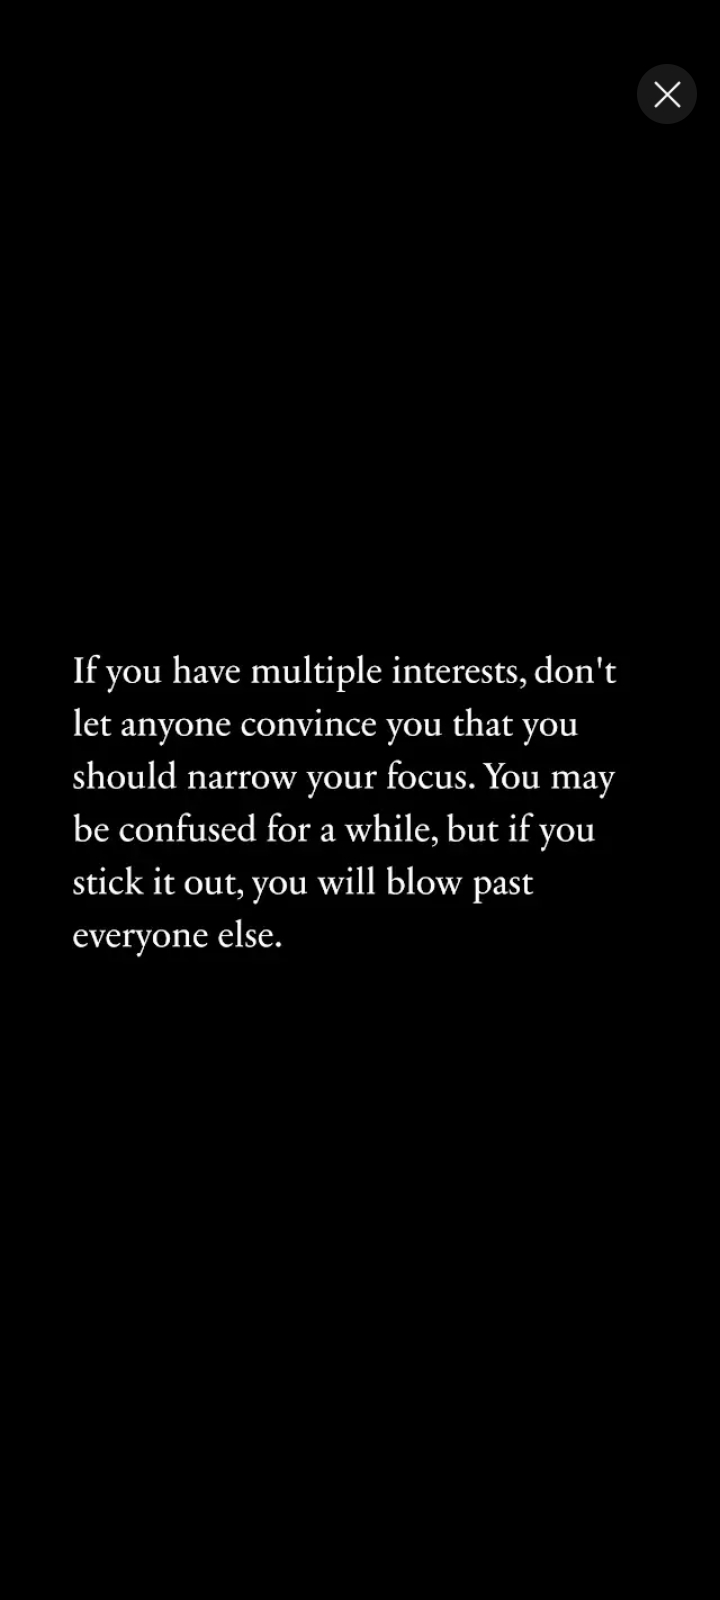 If you have multiple interests, don't
let anyone convince you that you
should narrow your focus. You may
be confused for a while, but if you
stick it out, you will blow past
everyone else.